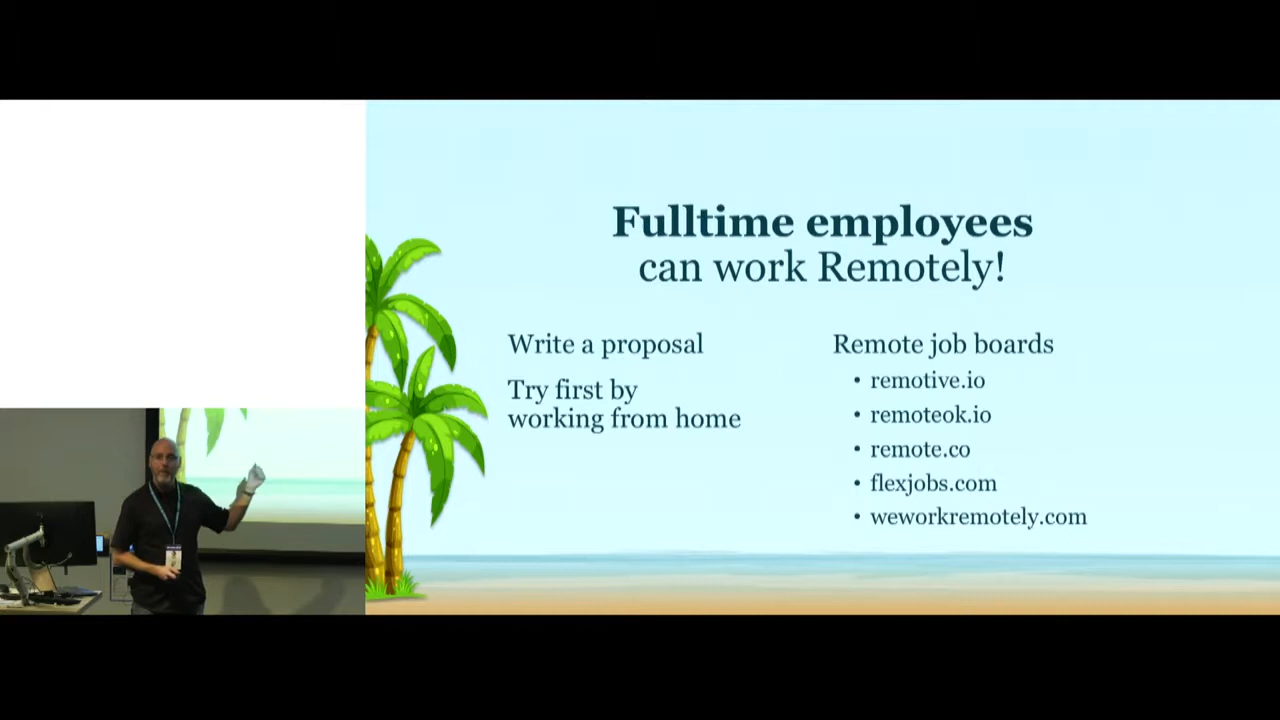 Fulltime employees
can work Remotely!
Write a proposal
Try first by
working from home
Remote job boards
• remotive.io
• remoteok.io
• remote.co
• flexjobs.com
• weworkremotely.com